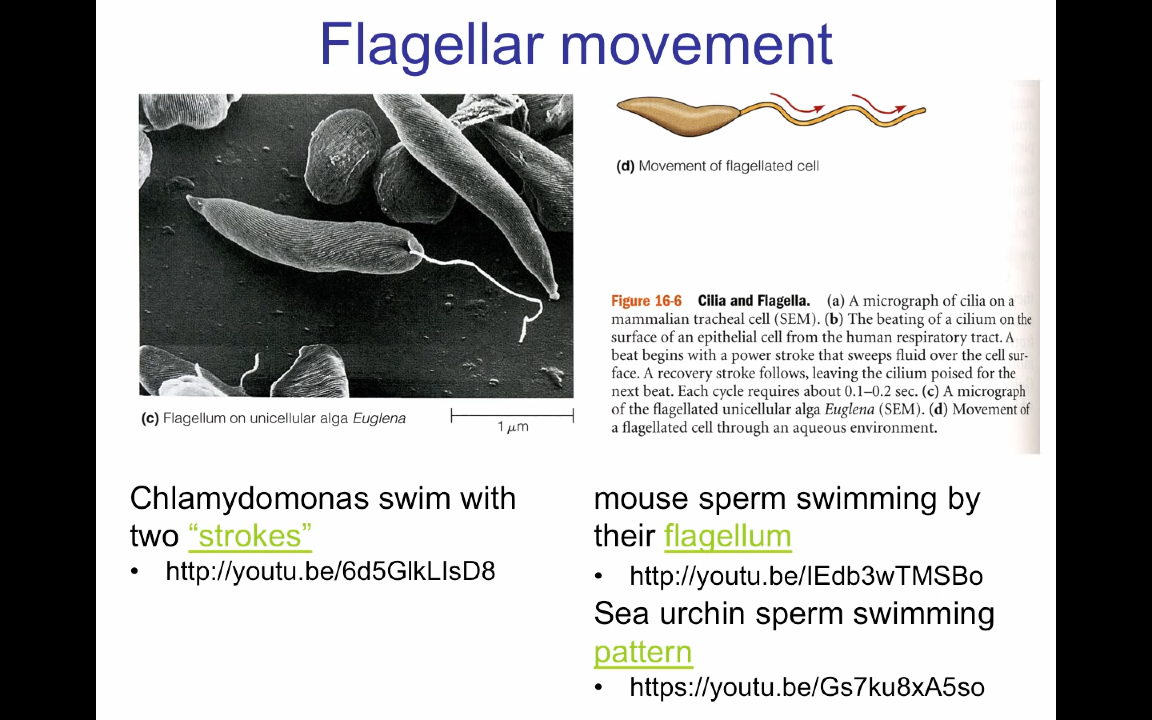 Flagellar movement
(d) Movement of flagellated cell
Figure 16-6 Cilia and Flagella. (a) A micrograph of cilia on a
mammalian tracheal cell (SEM). (b) The beating of a cilium on the
surface of an epithelial cell from the human respiratory tract. A
beat begins with a power stroke that sweeps fluid over the cell sur-
face. A recovery stroke follows, leaving the cilium poised for the
next beat. Each cycle requires about 0.1–0.2 sec. (c) A micrograph
of the flagellated unicellular alga Euglena (SEM). (d) Movement of
a flagellated cell through an aqueous environment.
(c) Flagellum on unicellular alga Euglena
1 μm
Chlamydomonas swim with
two “strokes”
• http://youtu.be/6d5GlkLIsD8
mouse sperm swimming by
their flagellum
• http://youtu.be/IEdb3wTMSBo
Sea urchin sperm swimming
pattern
• https://youtu.be/Gs7ku8xA5so